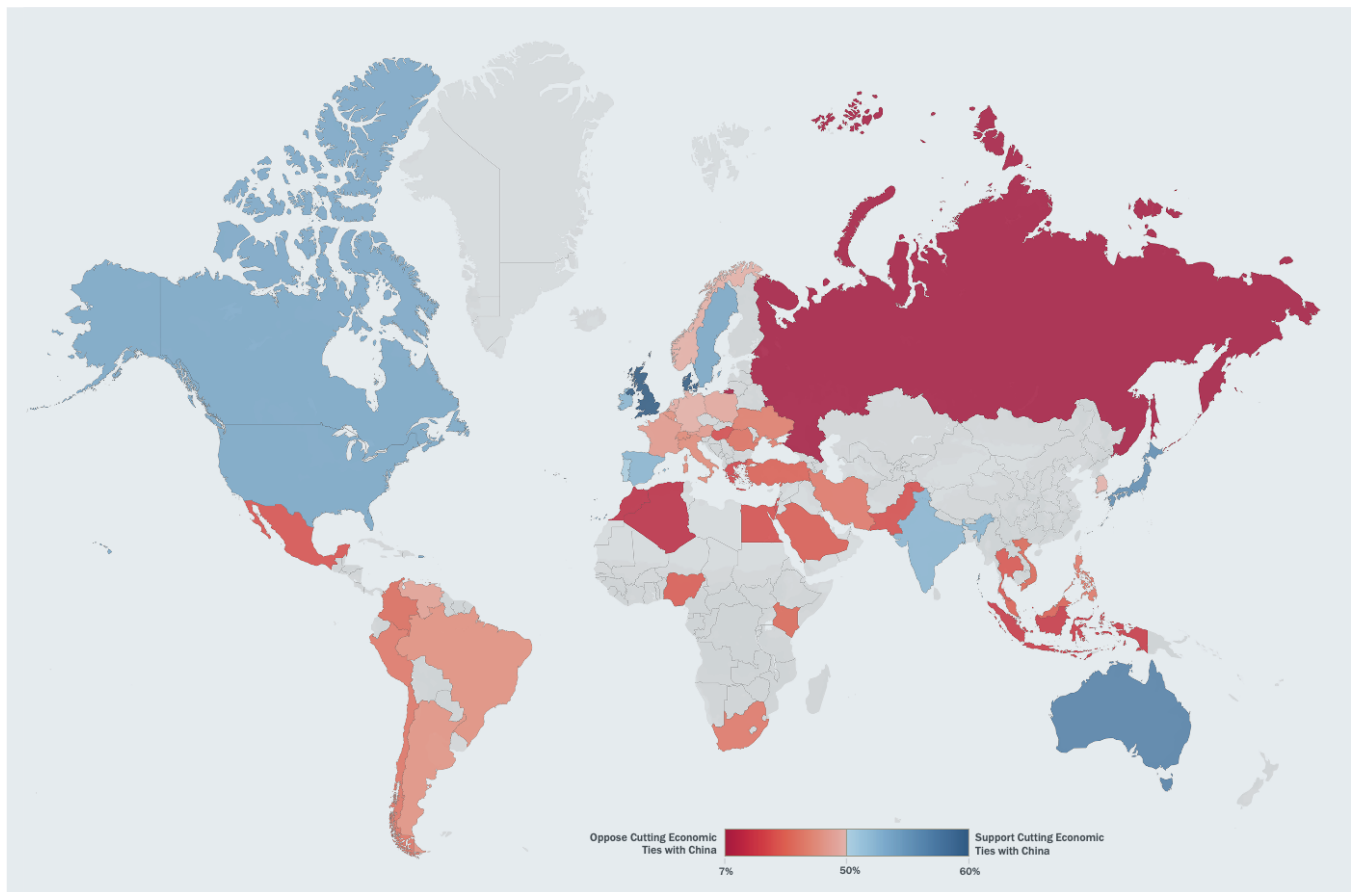 Oppose Cutting Economic
Ties with China
Support Cutting Economic
Ties with China
7%
50%
60%